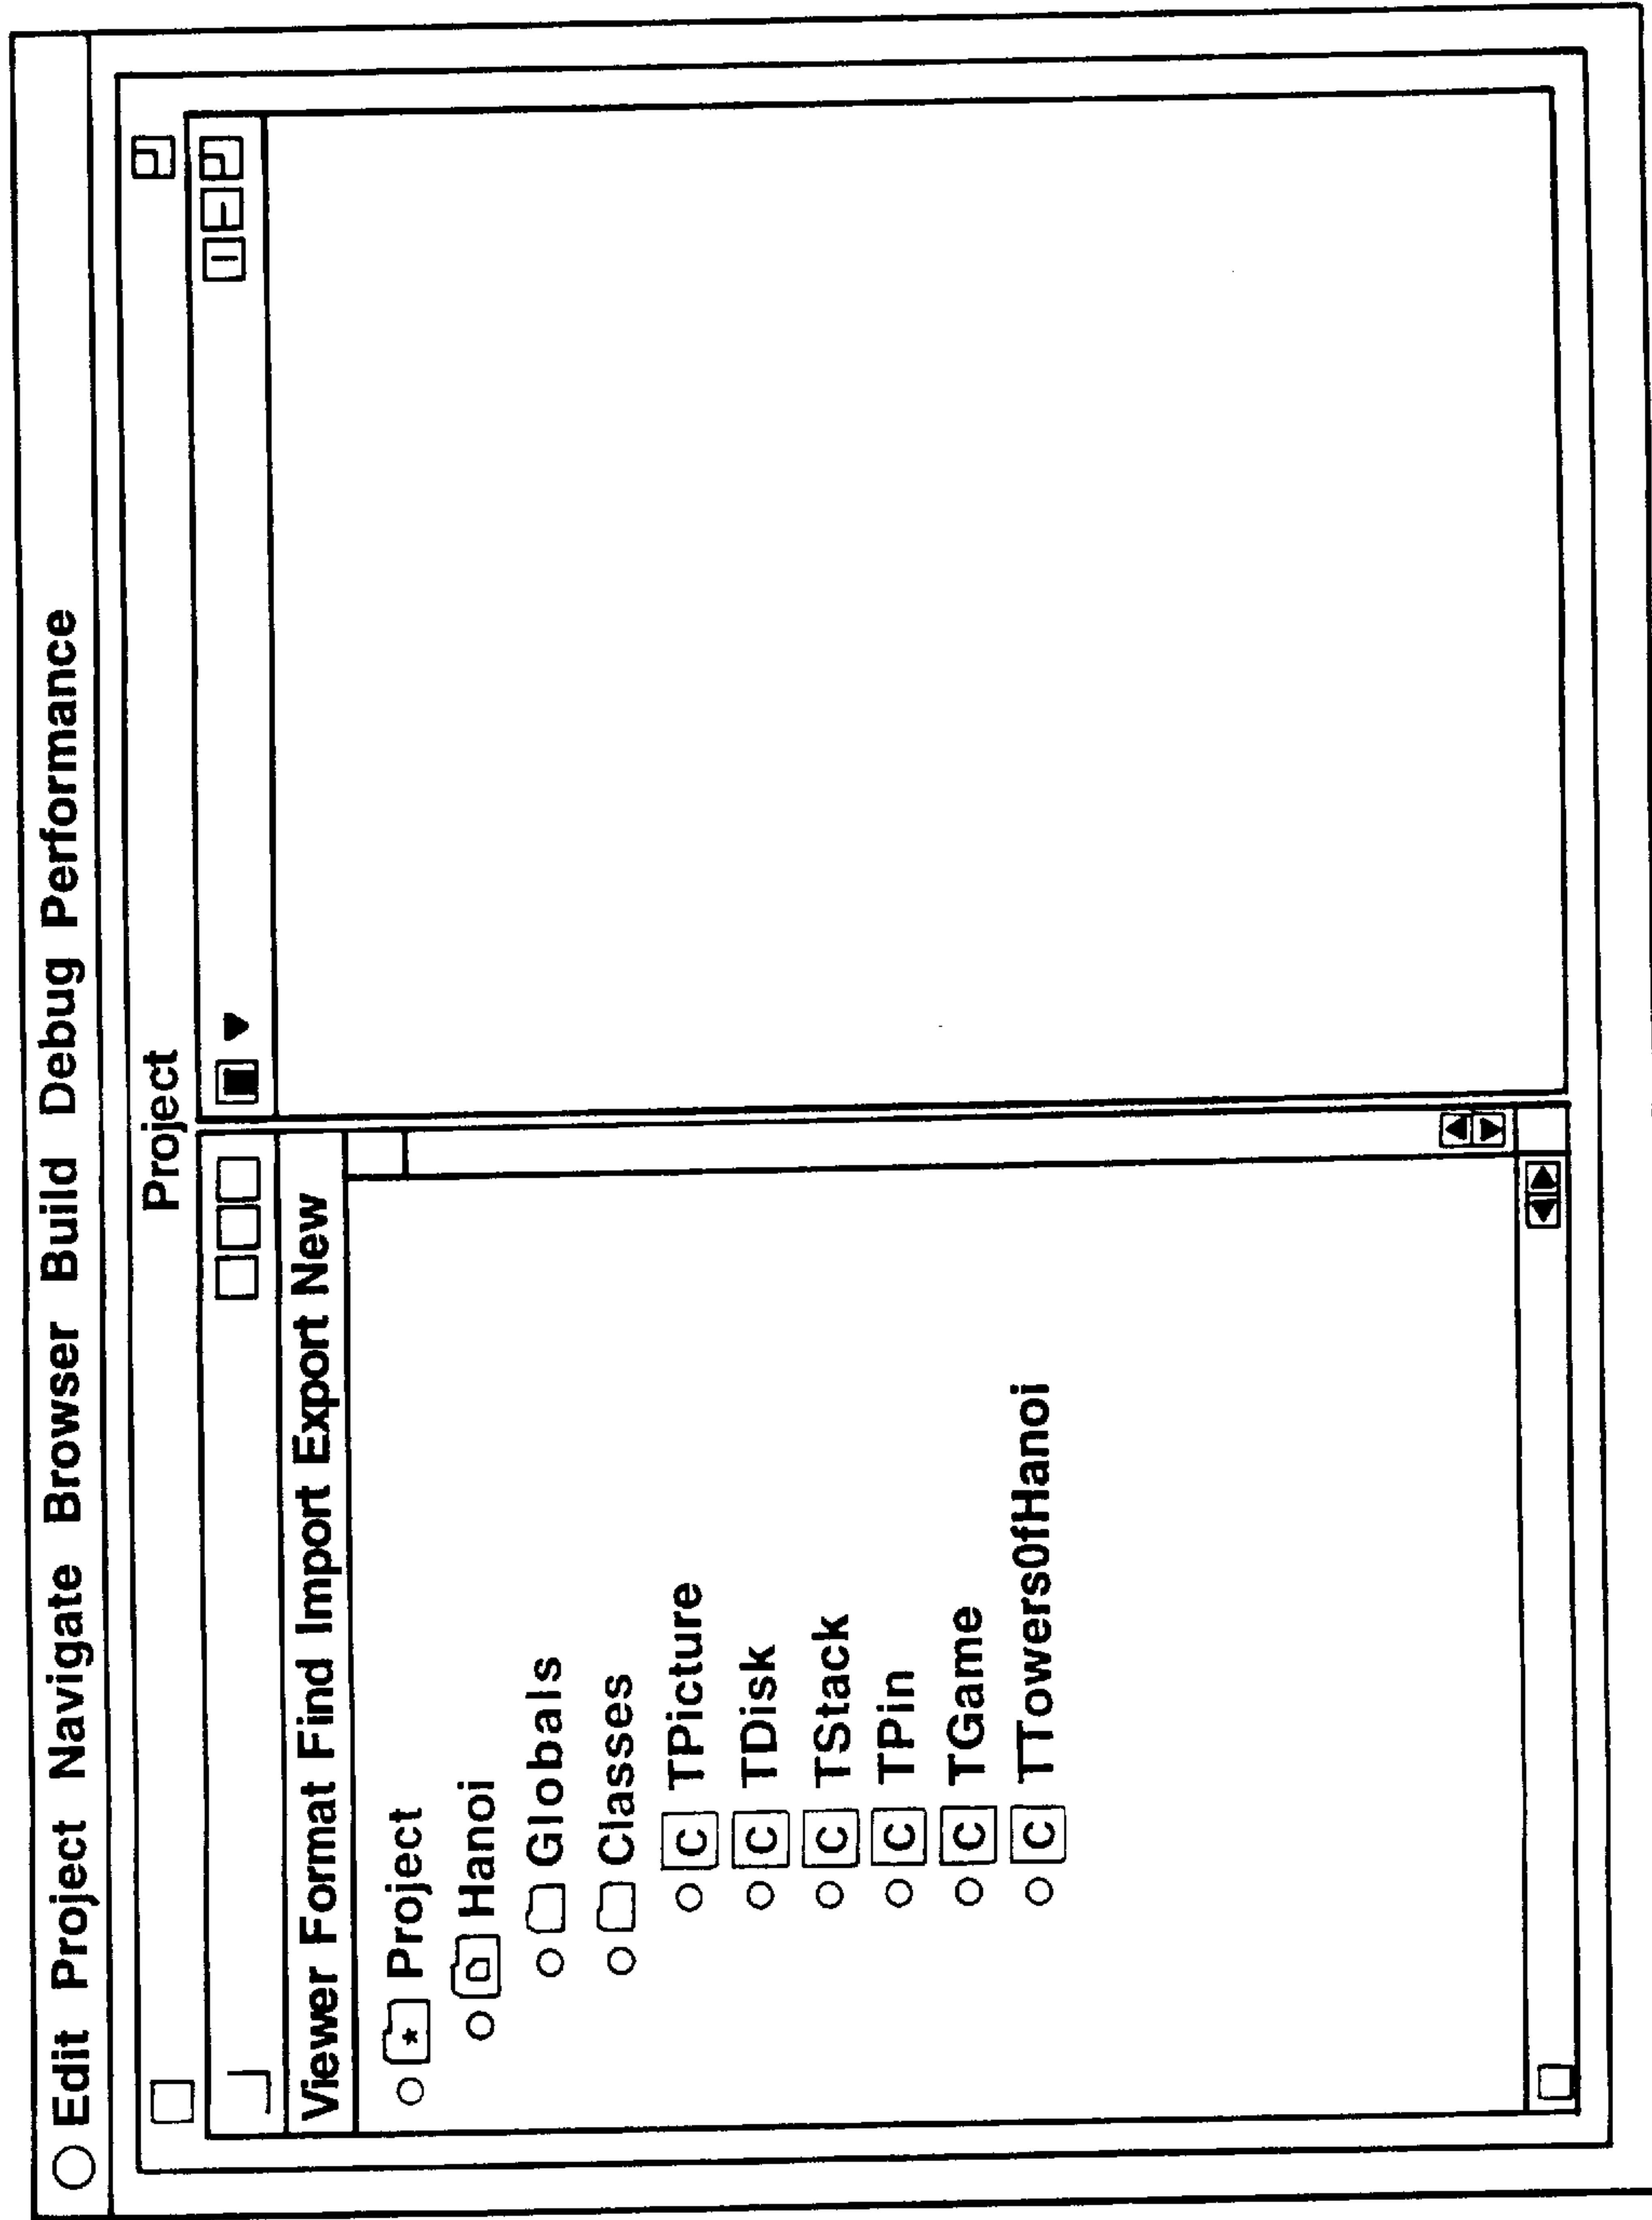 Edit Project Navigate Browser Build Debug Performance
Project
Viewer Format Find Import Export New
* Project
Hanoi
Globals
Classes
C TPicture
C TDisk
C TStack
C TPin
C TGame
C TTowers0fHanoi